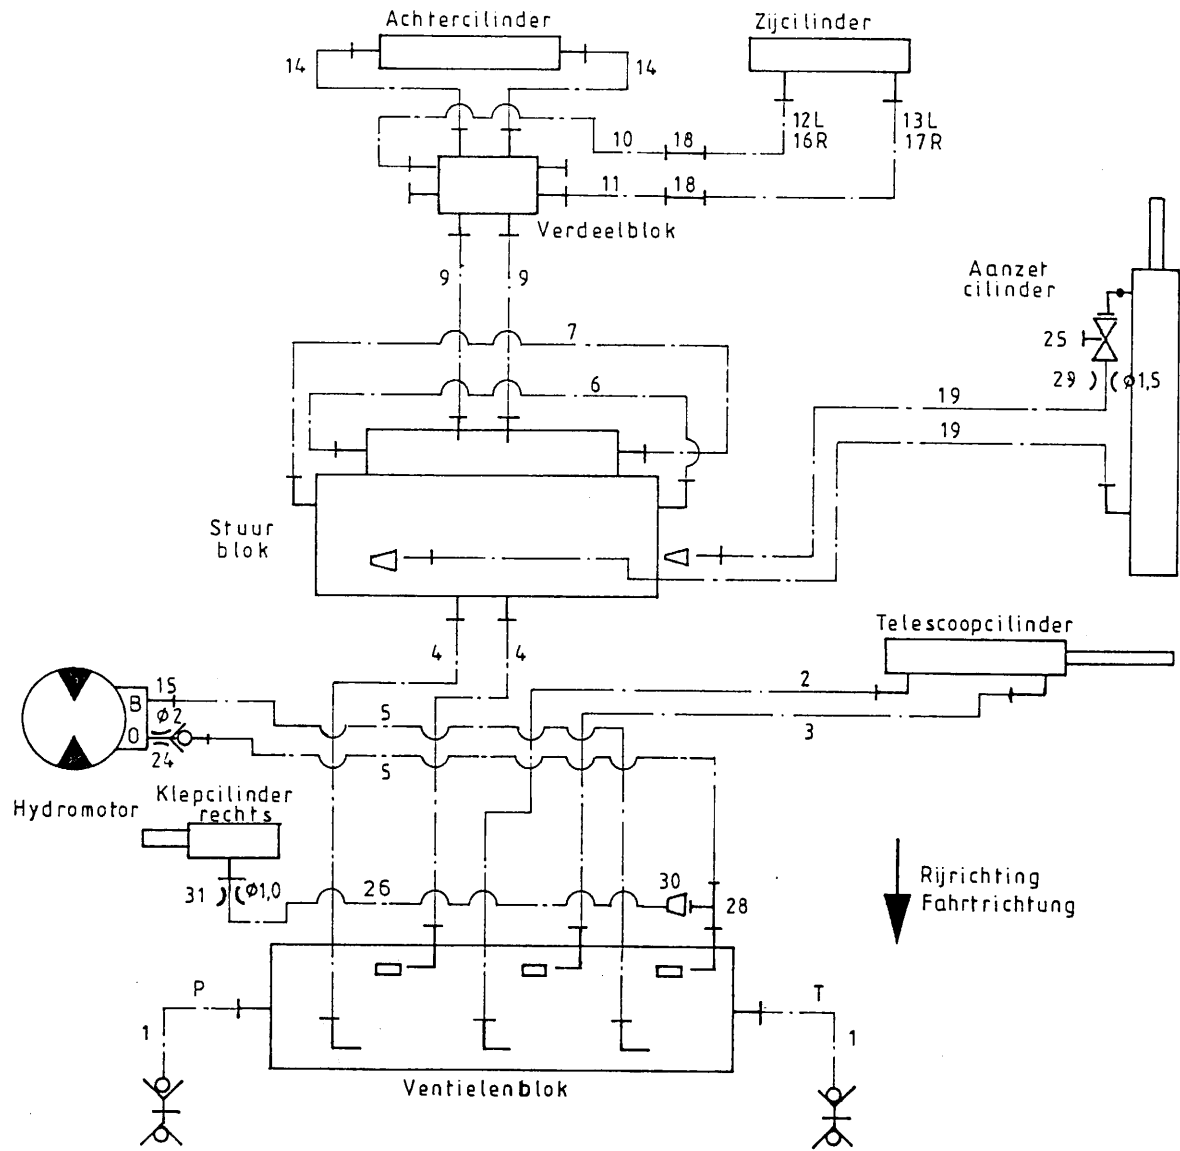 Achtercilinder
Zijcilinder
14
14
12L
16R
13L
17R
10
18
11
18
Verdeelblok
9
9
Aanzet
cilinder
7
25
6
29
ø1,5
19
19
Stuur
blok
Telescoopcilinder
4
4
2
15
B
ø2
5
3
O
24
5
Klepcilinder
rechts
Hydromotor
31
ø1,0
26
30
28
Rijrichting
Fahrtrichtung
P
T
1
1
Ventielenblok